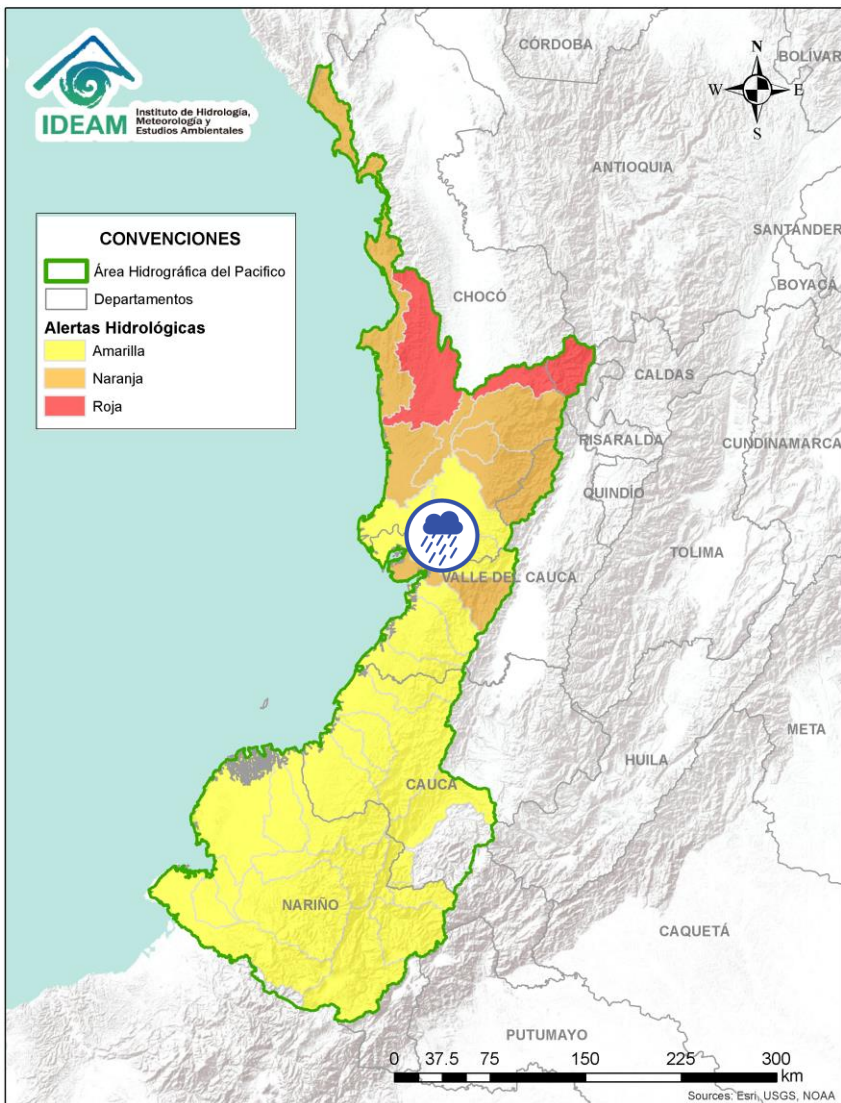 IDEAM
Instituto de Hidrología,
Meteorología y
Estudios Ambientales
CÓRDOBA
BOLÍVAR
N
W
E
S
ANTIOQUIA
SANTANDER
BOYACÁ
CONVENCIONES
Área Hidrográfica del Pacifico
Departamentos
Alertas Hidrológicas
Amarilla
Naranja
Roja
CHOCÓ
CALDAS
RISARALDA
CUNDINAMARCA
QUINDÍO
TOLIMA
VALLE DEL CAUCA
META
HUILA
CAUCA
NARIÑO
CAQUETÁ
PUTUMAYO
0 37.5 75 150 225 300
km
Sources: Esri, USGS, NOAA